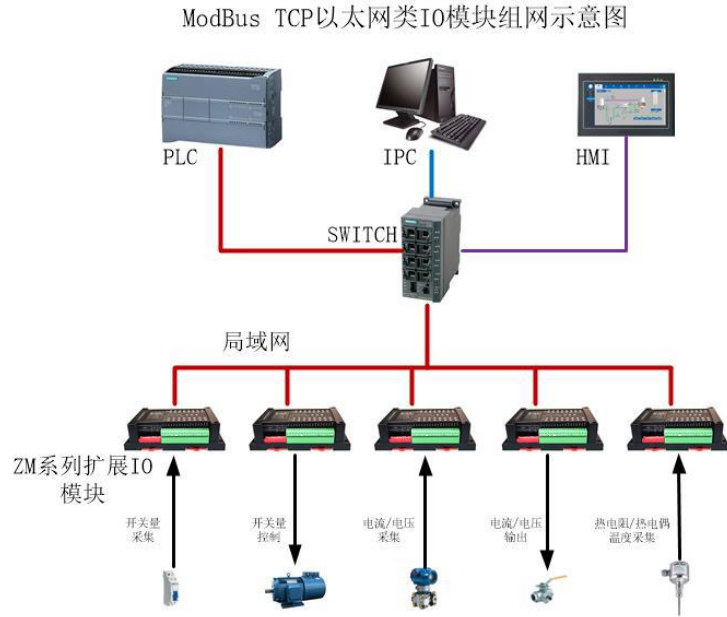 ModBus TCP以太网类IO模块组网示意图
PLC
IPC
HMI
SWITCH
局域网
ZM系列扩展IO
模块
开关量
采集
开关量
控制
电流/电压
采集
电流/电压
输出
热电阻/热电偶
温度采集